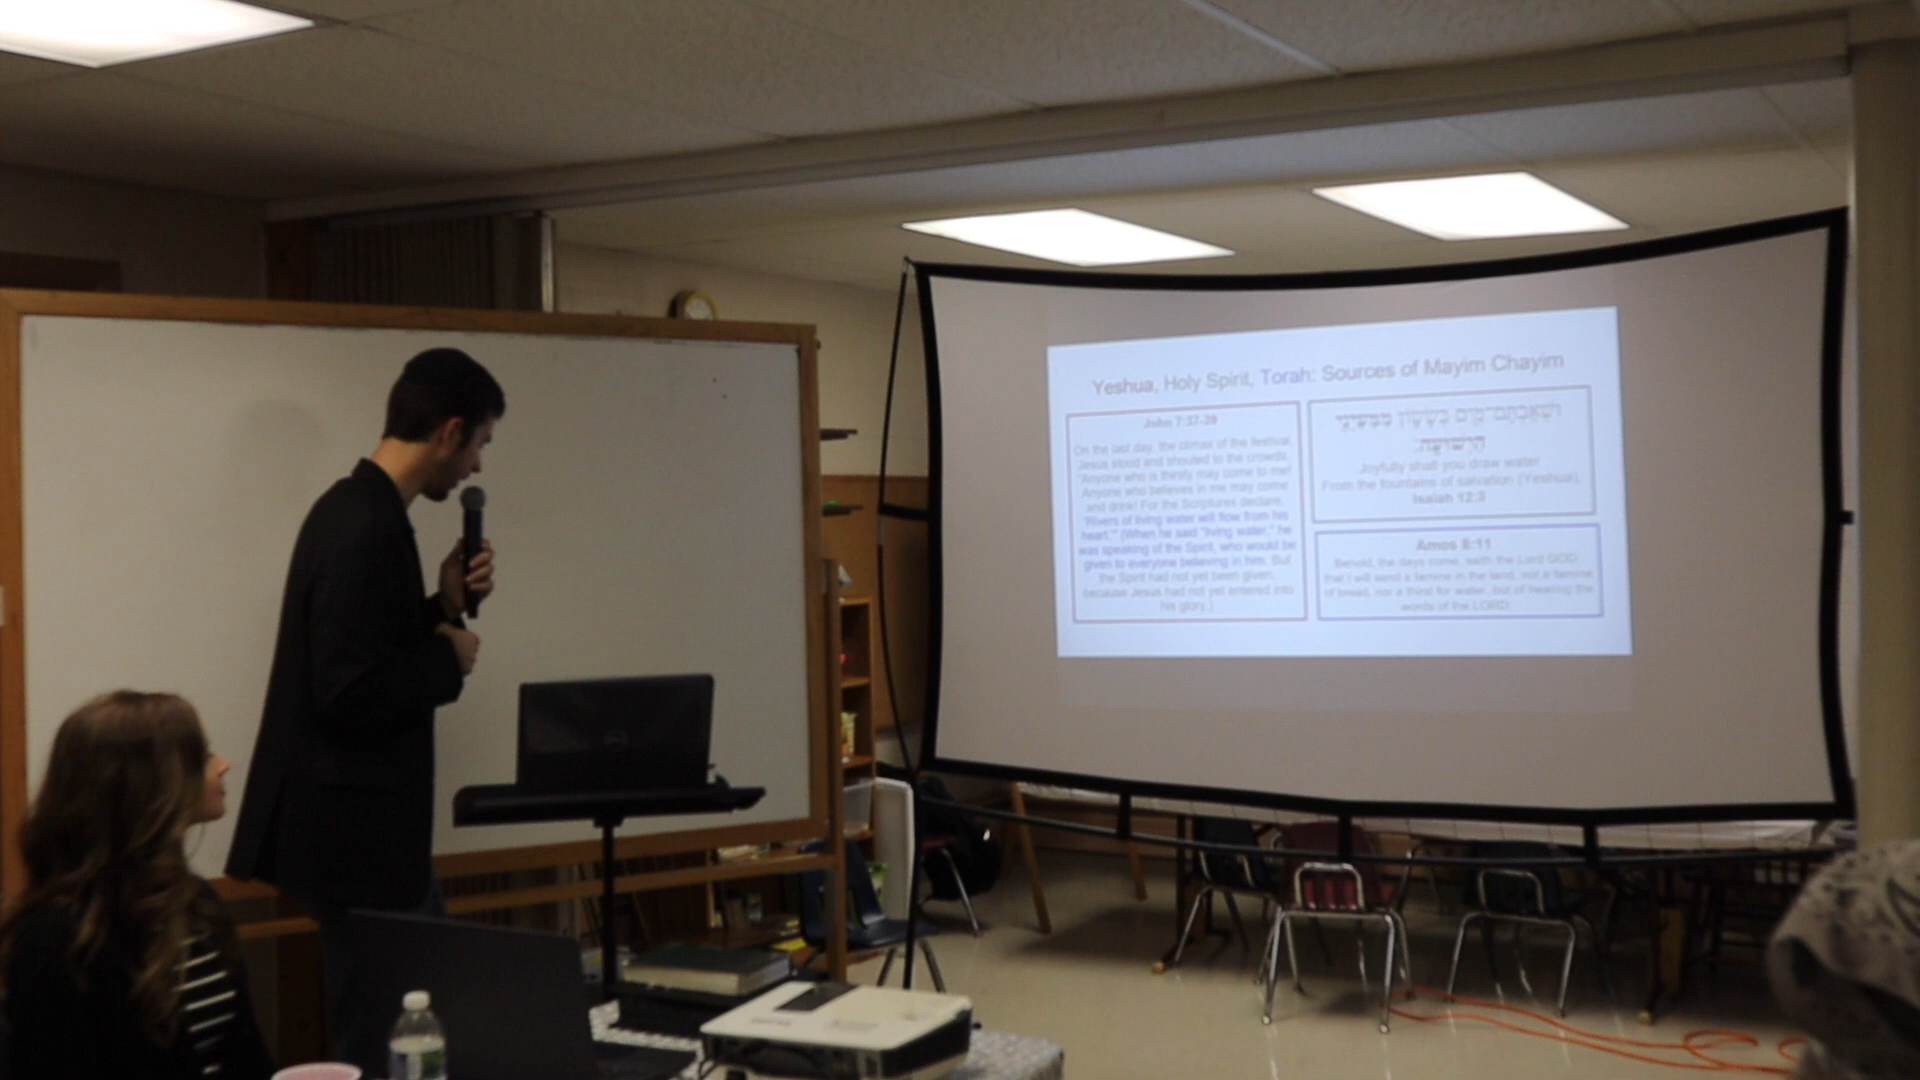 Yeshua, Holy Spirit, Torah: Sources of Mayim Chayim
John 7:37-39
On the last day, the climax of the festival,
Jesus stood and shouted to the crowds,
"Anyone who is thirsty may come to me!
Anyone who believes in me may come
and drink! For the Scriptures declare,
'Rivers of living water will flow from his
heart.'" (When he said "living water," he
was speaking of the Spirit, who would be
given to everyone believing in him. But
the Spirit had not yet been given,
because Jesus had not yet entered into
his glory.)
וּשְׁאַבְתֶּם־מַיִם בְּשָׂשׂוֹן מִמַּעַיְנֵי
הַיְשׁוּעָה׃
Joyfully shall you draw water
From the fountains of salvation (Yeshua).
Isaiah 12:3
Amos 8:11
Behold, the days come, saith the Lord GOD,
that I will send a famine in the land, not a famine
of bread, nor a thirst for water, but of hearing the
words of the LORD: